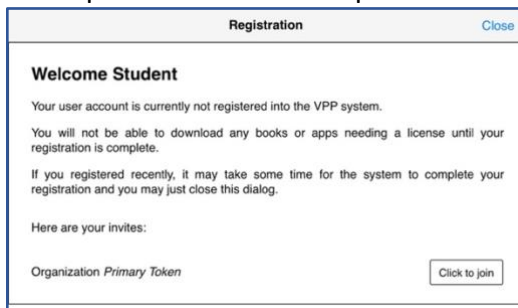 Registration Close
Welcome Student
Your user account is currently not registered into the VPP system.
You will not be able to download any books or apps needing a license until your
registration is complete.
If you registered recently, it may take some time for the system to complete your
registration and you may just close this dialog.
Here are your invites:
Organization Primary Token Click to join